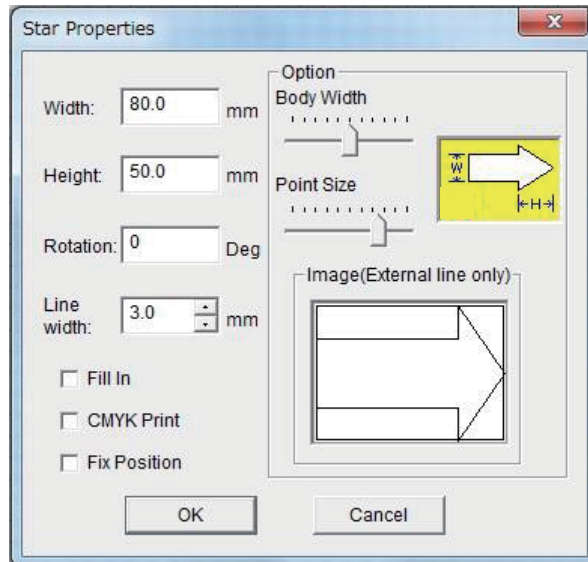 Star Properties
Width: 80.0 mm
Height: 50.0 mm
Rotation: 0 Deg
Line width: 3.0 mm
Fill In
CMYK Print
Fix Position
Option
Body Width
Point Size
W
H
Image(External line only)
OK
Cancel